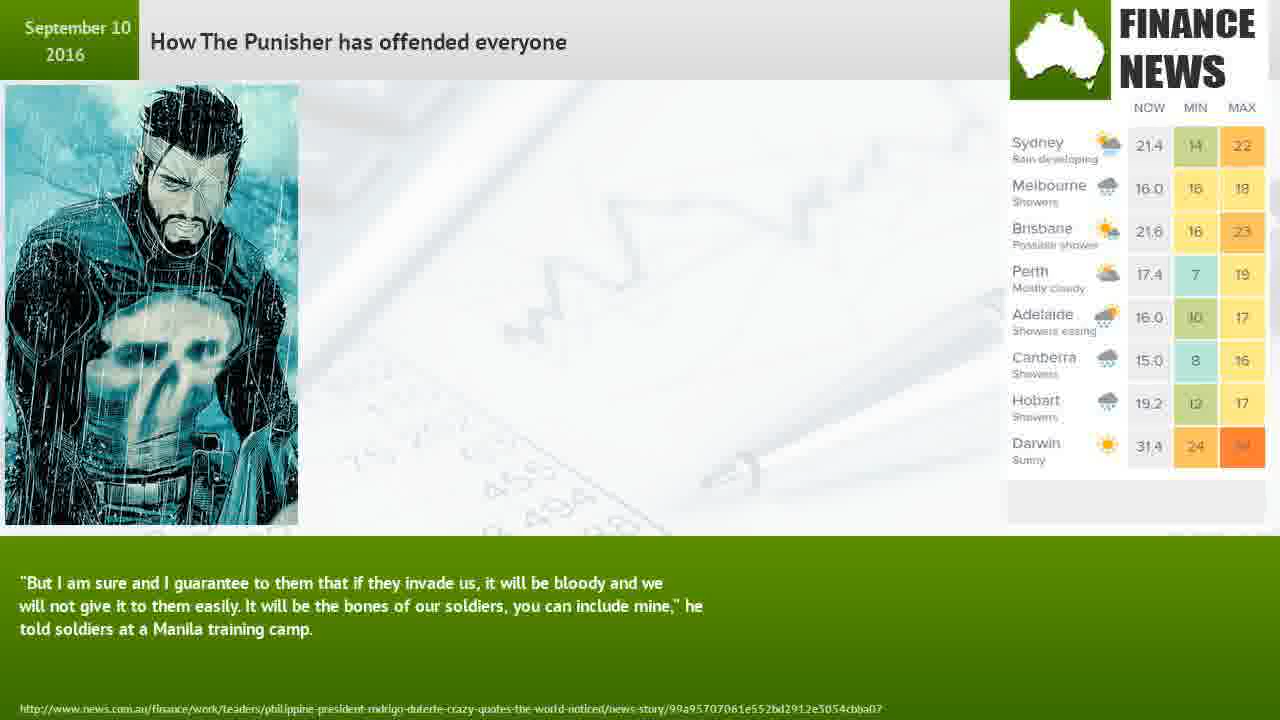 September 10
2016
How The Punisher has offended everyone
FINANCE
NEWS
NOW MIN MAX
Sydney 21.4 14 22
Rain developing
Melbourne 16.0 16 18
Showers
Brisbane 21.6 16 23
Possible shower
Perth 17.4 7 19
Mostly cloudy
Adelaide 16.0 10 17
Showers easing
Canberra 15.0 8 16
Showers
Hobart 19.2 12 17
Showers
Darwin 31.4 24
Sunny
"But I am sure and I guarantee to them that if they invade us, it will be bloody and we
will not give it to them easily. It will be the bones of our soldiers, you can include mine," he
told soldiers at a Manila training camp.
http://www.news.com.au/finance/work/leaders/philippine-president-rodrigo-duterte-crazy-quotes-the-world-noticed/news-story/99a95707061e552bd2912e3054cbba07